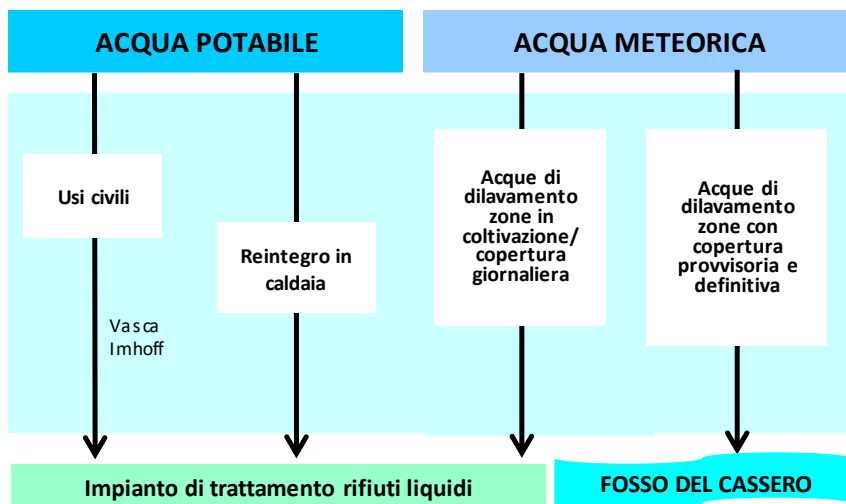 ACQUA POTABILE
ACQUA METEORICA
Usi civili
Reintegro in
caldaia
Acque di
dilavamento
zone in
coltivazione/
copertura
giornaliera
Acque di
dilavamento
zone con
copertura
provvisoria e
definitiva
Vasca
Imhoff
Impianto di trattamento rifiuti liquidi
FOSSO DEL CASSERO